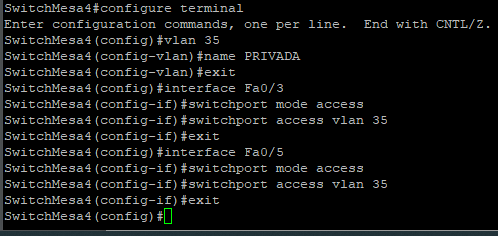 SwitchMesa4#configure terminal
Enter configuration commands, one per line.  End with CNTL/Z.
SwitchMesa4(config)#vlan 35
SwitchMesa4(config-vlan)#name PRIVADA
SwitchMesa4(config-vlan)#exit
SwitchMesa4(config)#interface Fa0/3
SwitchMesa4(config-if)#switchport mode access
SwitchMesa4(config-if)#switchport access vlan 35
SwitchMesa4(config-if)#exit
SwitchMesa4(config)#interface Fa0/5
SwitchMesa4(config-if)#switchport mode access
SwitchMesa4(config-if)#switchport access vlan 35
SwitchMesa4(config-if)#exit
SwitchMesa4(config)#